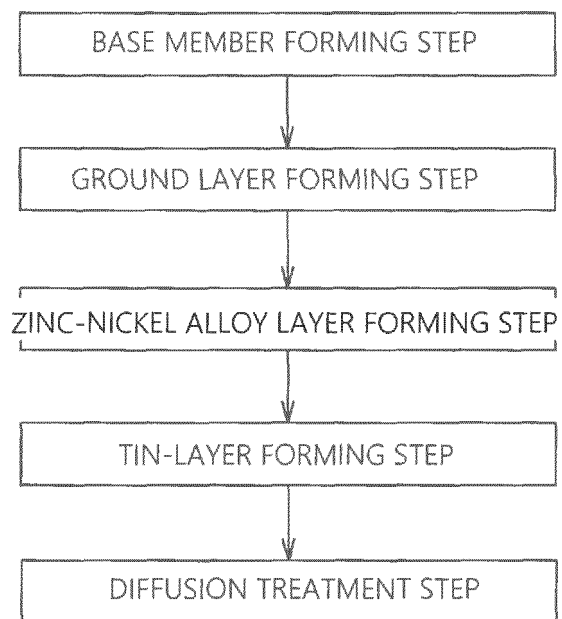 BASE MEMBER FORMING STEP
GROUND LAYER FORMING STEP
ZINC-NICKEL ALLOY LAYER FORMING STEP
TIN-LAYER FORMING STEP
DIFFUSION TREATMENT STEP